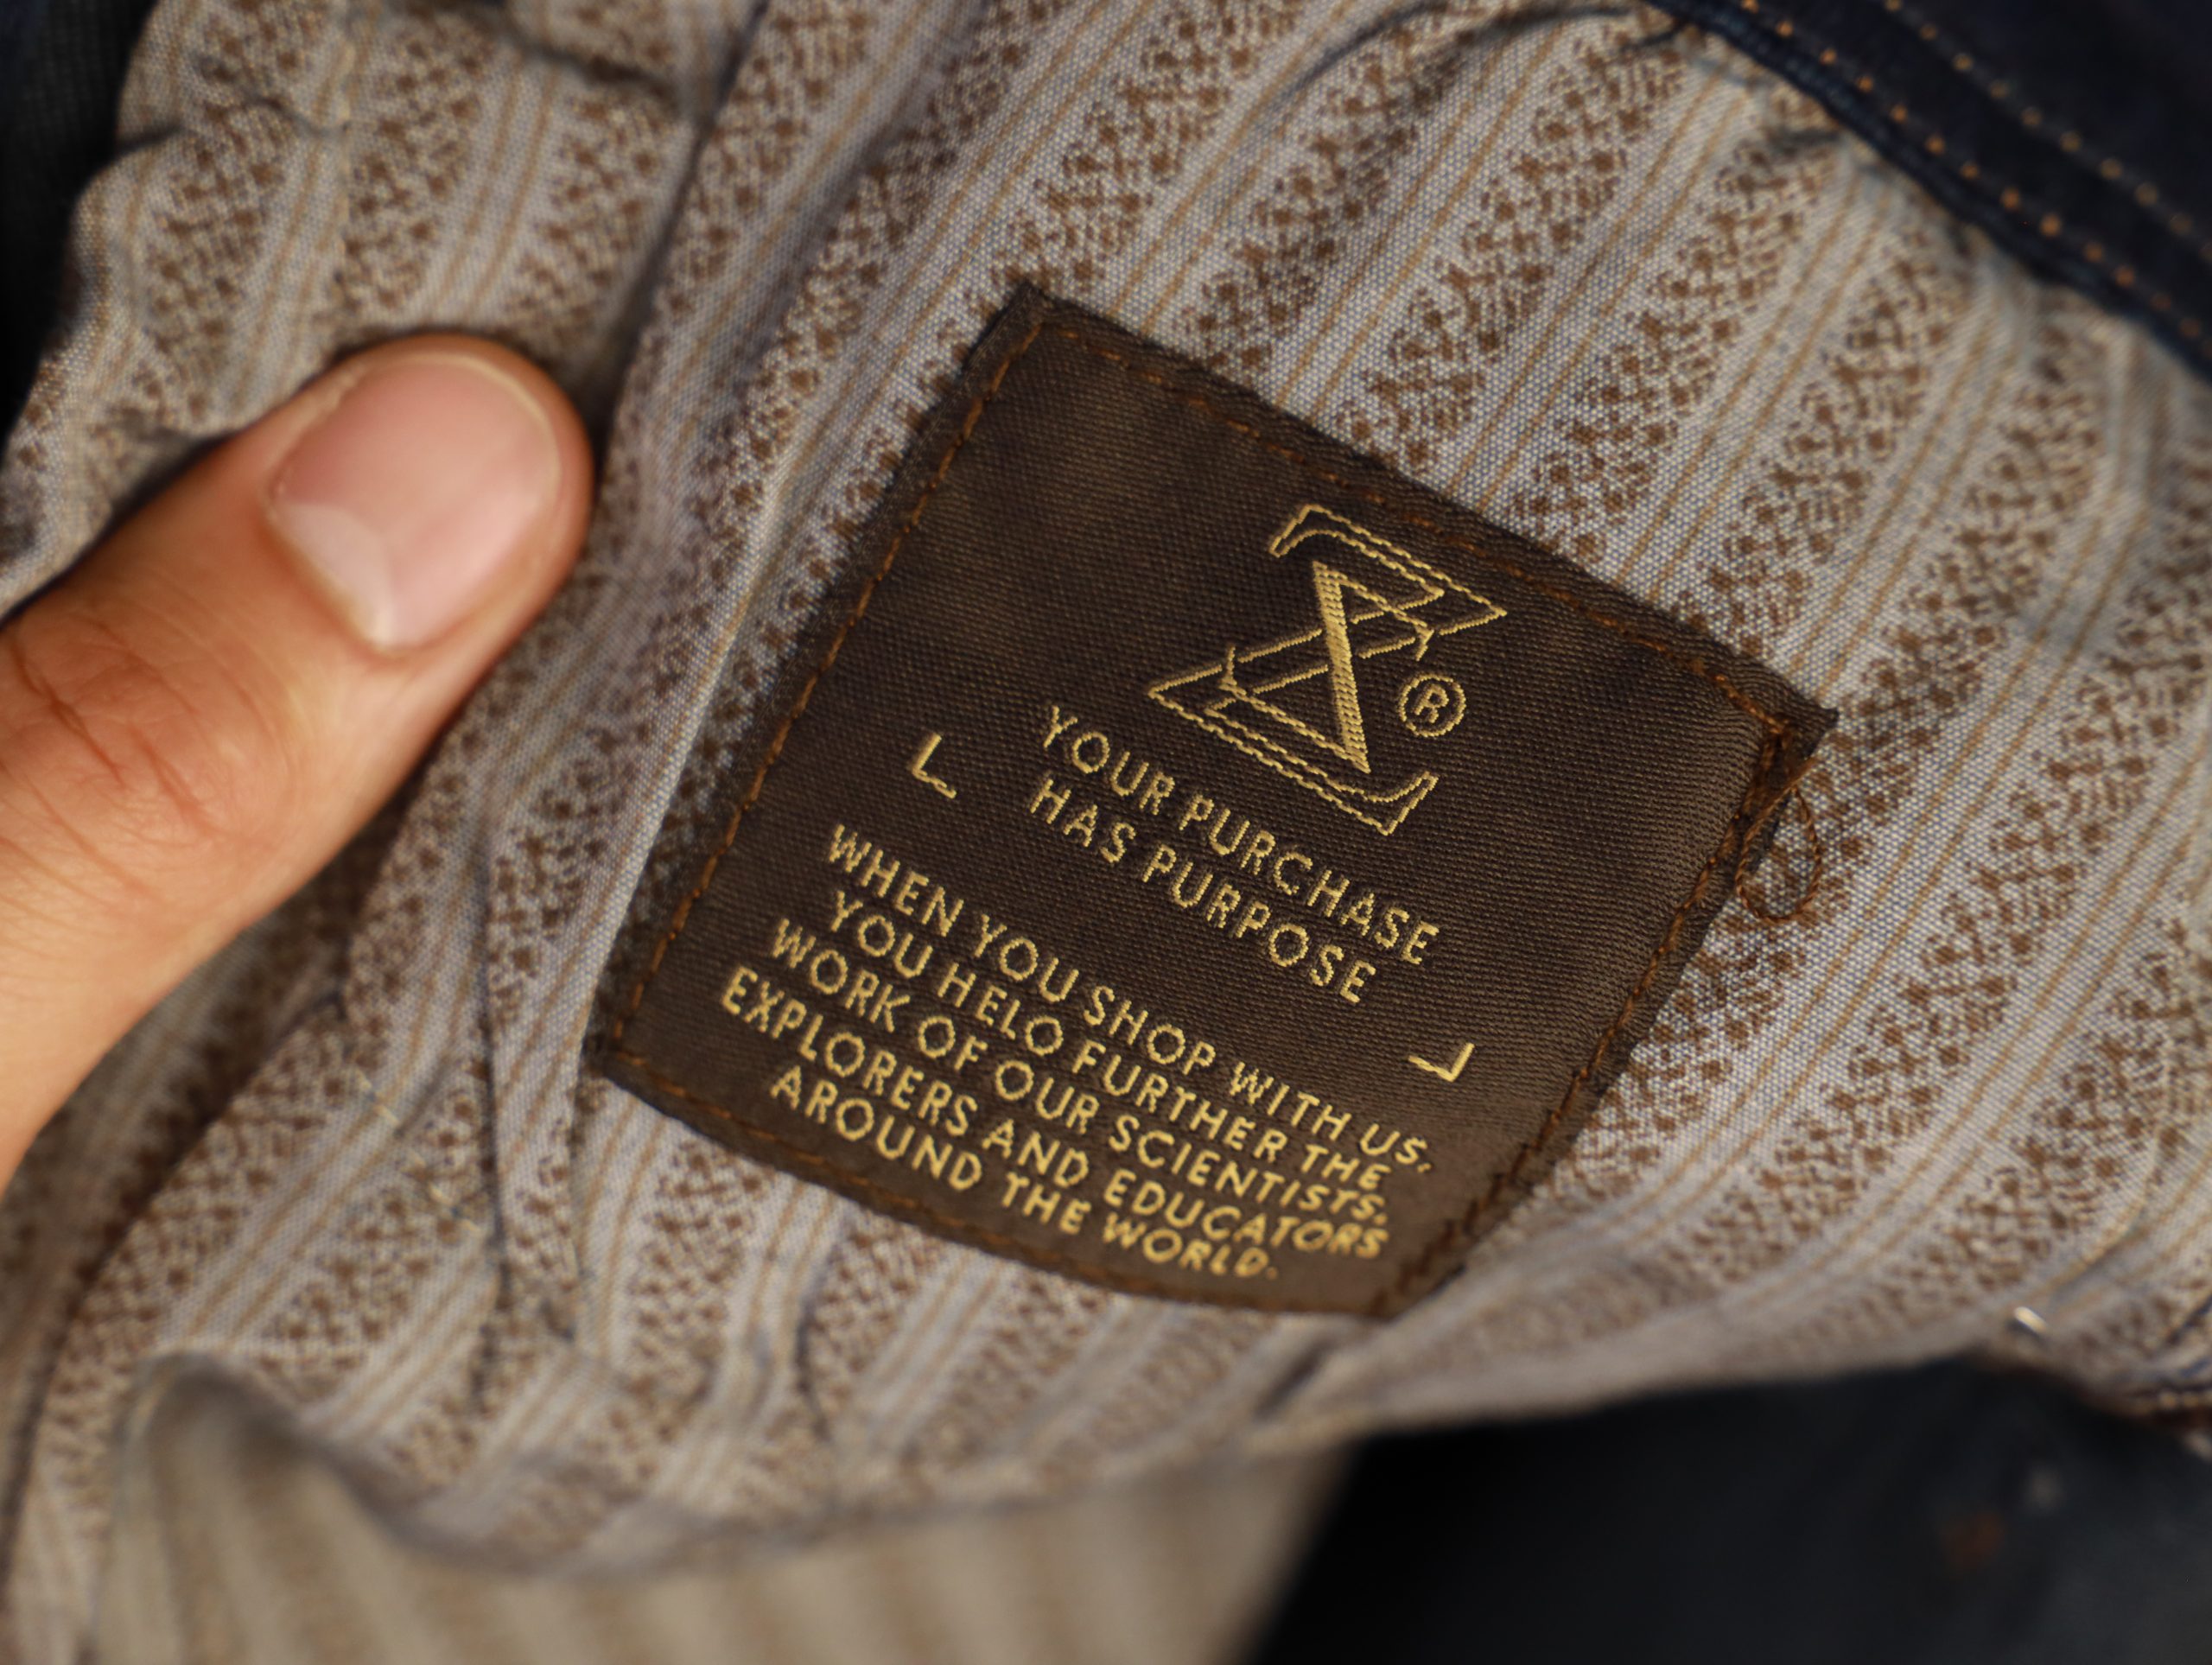 ®
YOUR PURCHASE
HAS PURPOSE
WHEN YOU SHOP WITH US,
YOU HELO FURTHER THE
WORK OF OUR SCIENTISTS,
EXPLORERS AND EDUCATORS
AROUND THE WORLD.